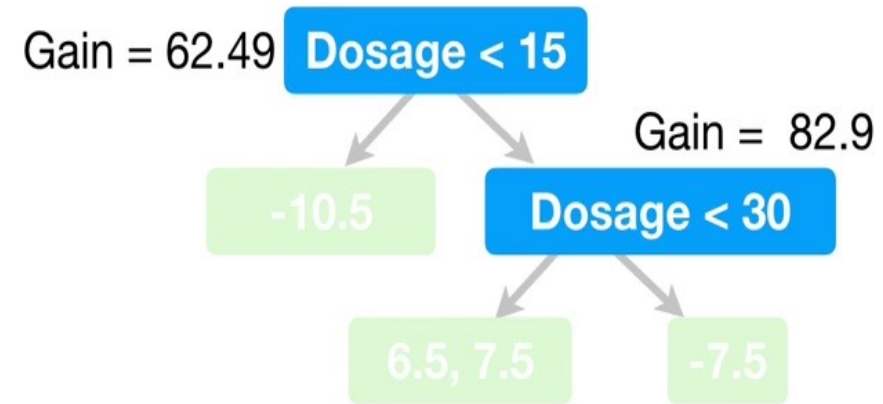 Gain = 62.49 Dosage < 15
Gain = 82.9
-10.5 Dosage < 30
6.5, 7.5 -7.5